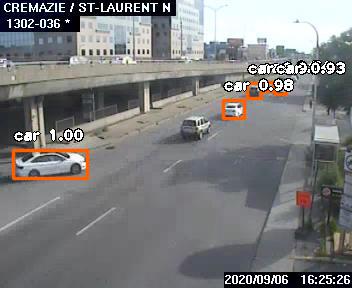 CREMAZIE / ST-LAURENT N
1302-036 *
car 0.93
car 0.98
car 1.00
2020/09/06 16:25:26